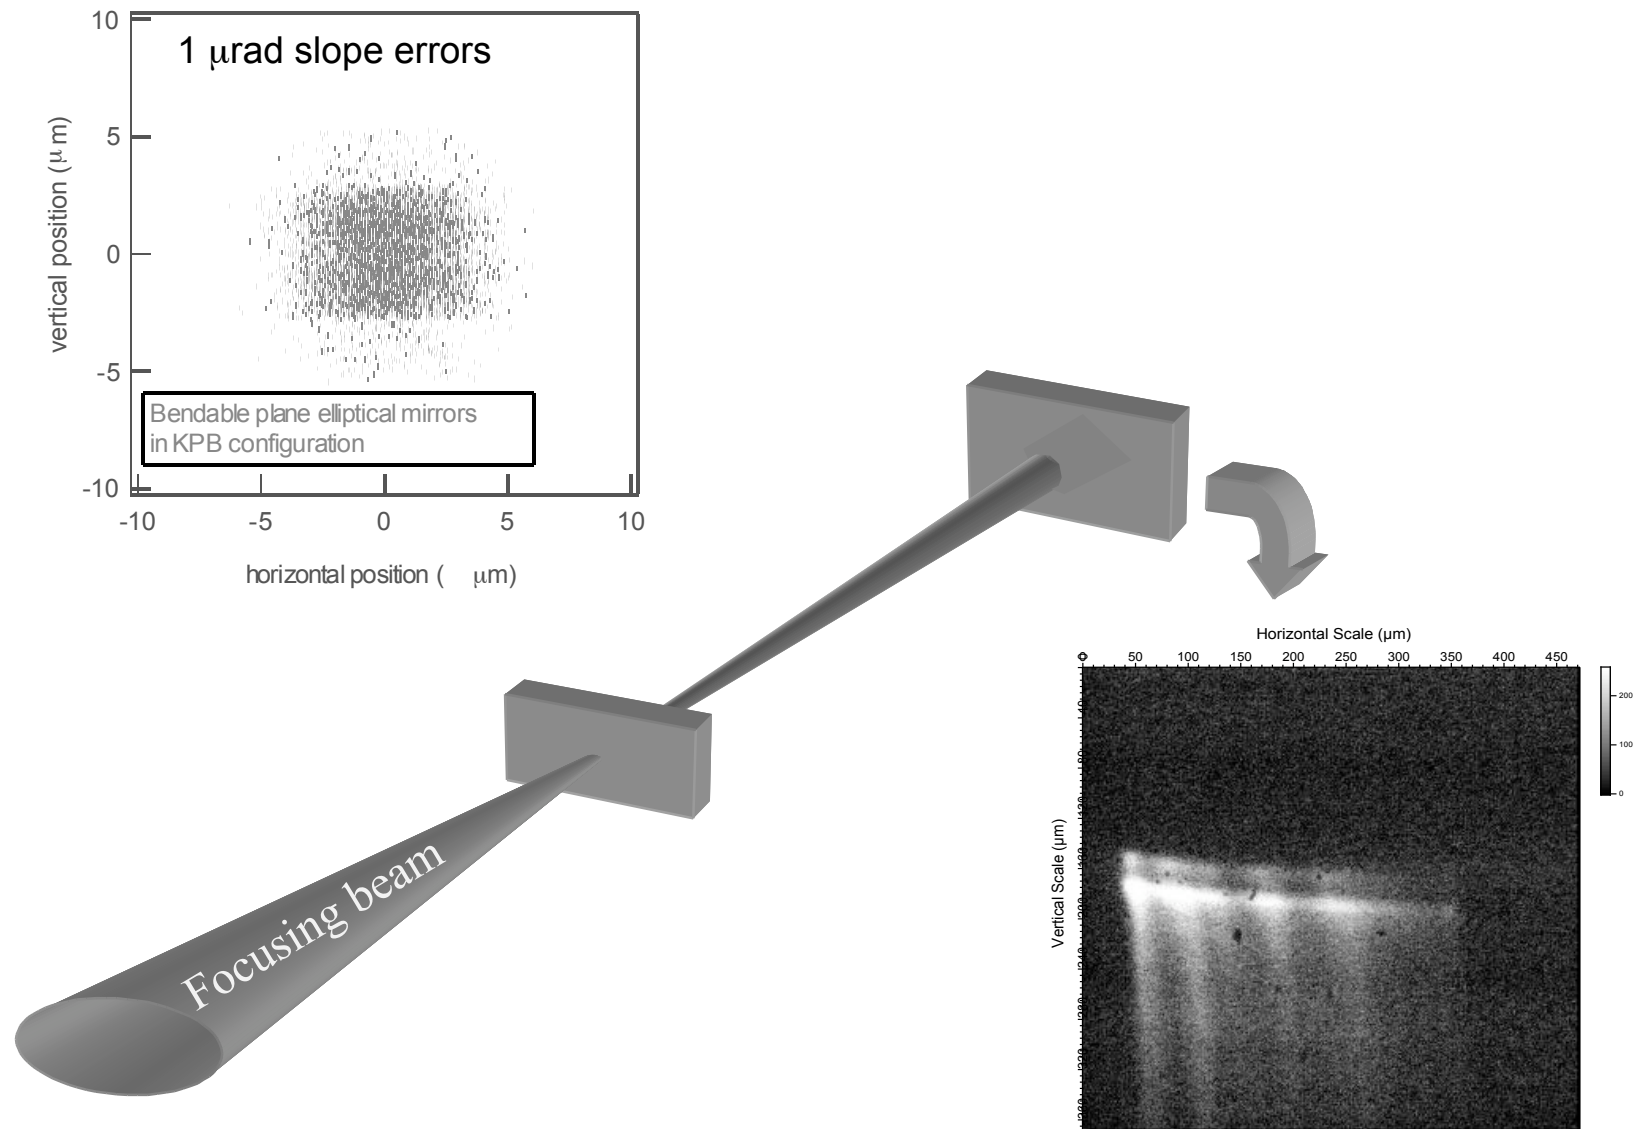 1 μrad slope errors
10
5
0
-5
-10
vertical position (μm)
Bendable plane elliptical mirrors
in KPB configuration
-10 -5 0 5 10
horizontal position ( μm)
Focusing beam
Horizontal Scale (μm)
0 50 100 150 200 250 300 350 400 450
Vertical Scale (μm)
200
100
0